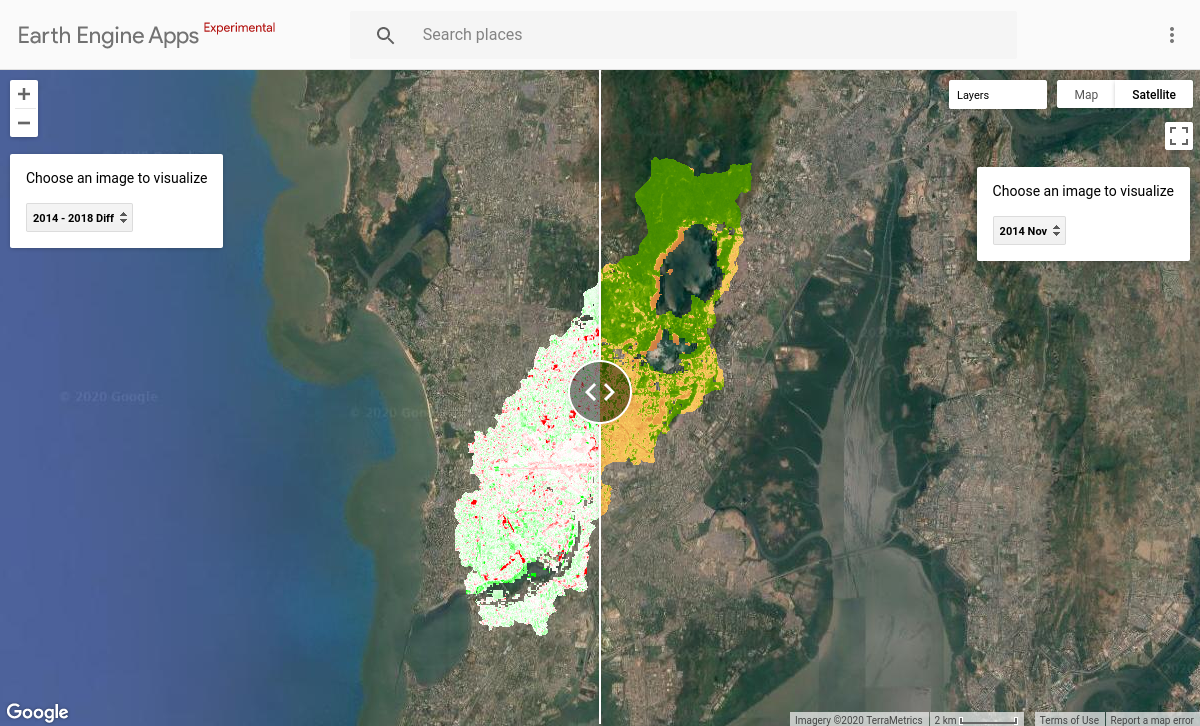 Earth Engine Apps Experimental
Search places
+
−
Layers
Map
Satellite
Choose an image to visualize
2014 - 2018 Diff
Choose an image to visualize
2014 Nov
© 2020 Google
© 2020 Goo
Google
Imagery ©2020 TerraMetrics
2 km
Terms of Use
Report a map error